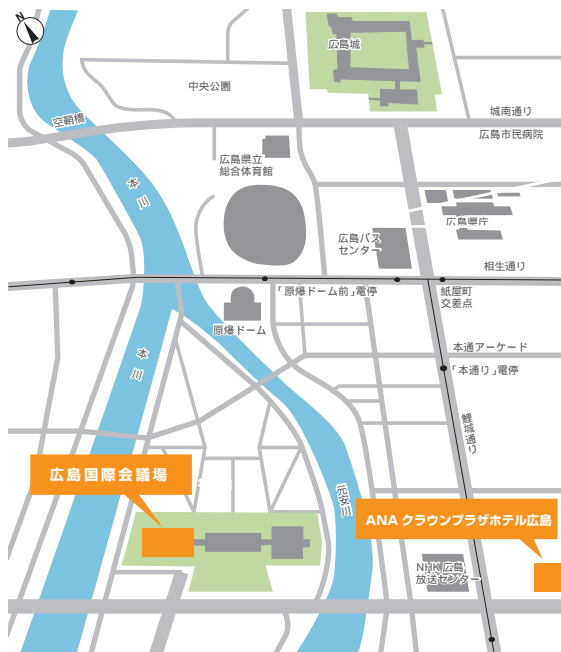 N
広島城
中央公園
城南通り
空鞘橋
広島市民病院
広島県立
総合体育館
本川
広島県庁
広島バス
センター
相生通り
「原爆ドーム前」電停
紙屋町
交差点
原爆ドーム
本通アーケード
本川
「本通り」電停
鯉城通り
広島国際会議場
元安川
ANA クラウンプラザホテル広島
NHK 広島
放送センター